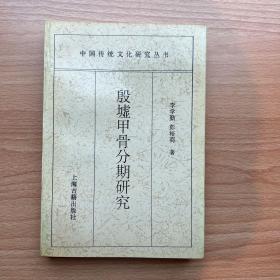 中国传统文化研究丛书
李学勤 彭裕商 著
殷墟甲骨分期研究
上海古籍出版社